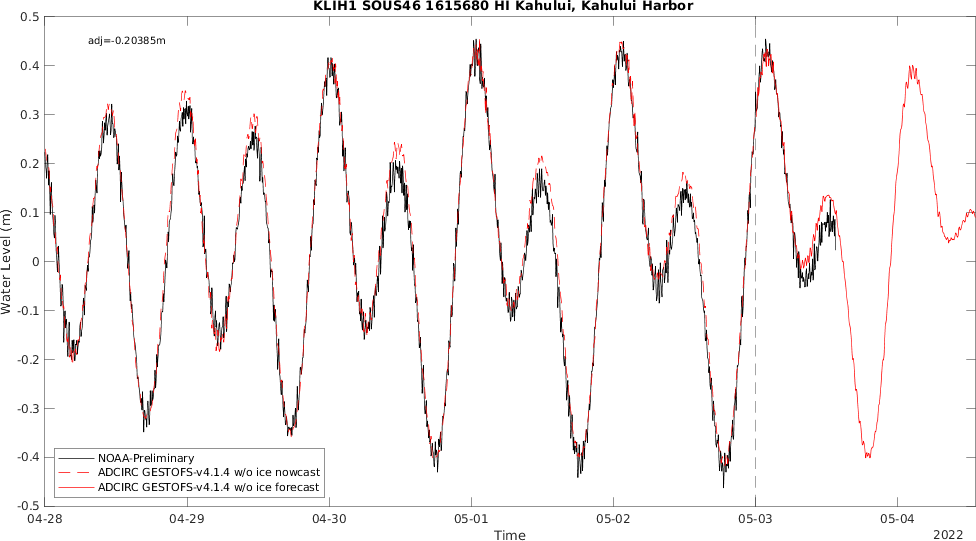 KLIH1 SOUS46 1615680 HI Kahului, Kahului Harbor
adj=-0.20385m
0.5
0.4
0.3
0.2
0.1
0
-0.1
-0.2
-0.3
-0.4
-0.5
Water Level (m)
NOAA-Preliminary
ADCIRC GESTOFS-v4.1.4 w/o ice nowcast
ADCIRC GESTOFS-v4.1.4 w/o ice forecast
04-28 04-29 04-30 05-01 05-02 05-03 05-04
Time
2022